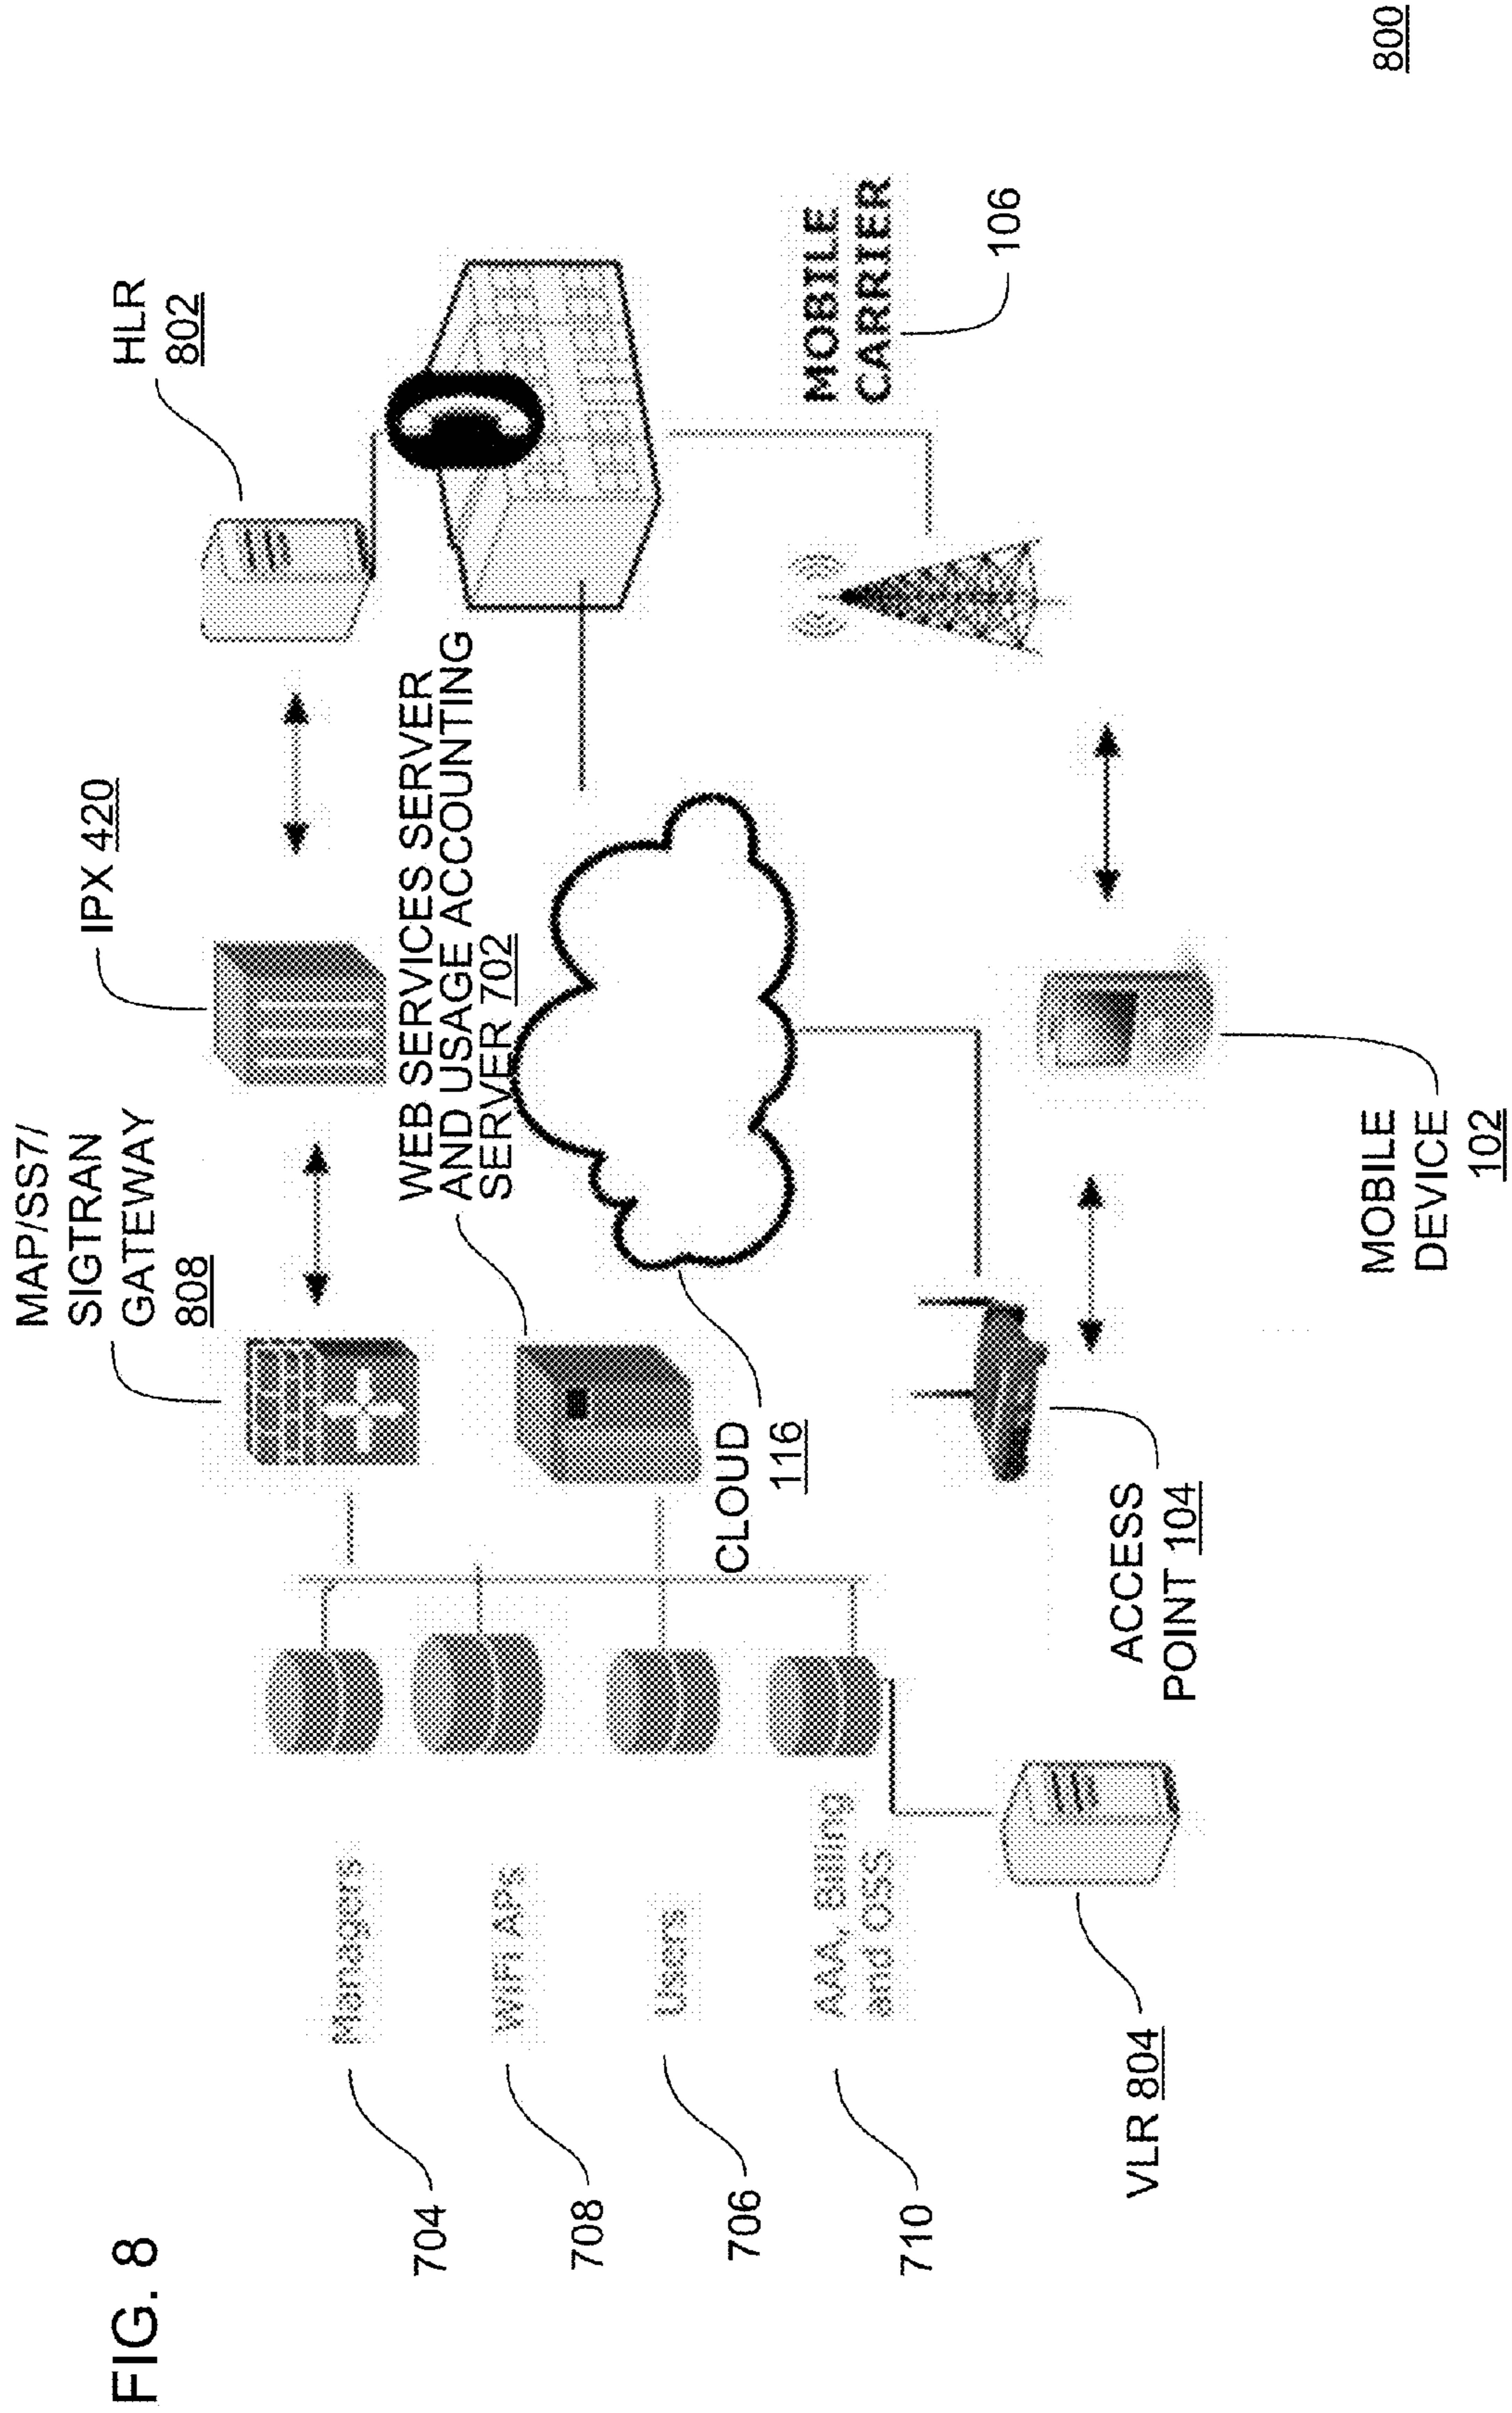 FIG. 8
MAP/SS7/
SIGTRAN
GATEWAY
808
IPX 420
HLR
802
WEB SERVICES SERVER
AND USAGE ACCOUNTING
SERVER 702
704
Managers
708
WiFi APs
706
Users
710
AAA, Billing
and OSS
CLOUD
116
MOBILE
CARRIER
106
ACCESS
POINT 104
VLR 804
MOBILE
DEVICE
102
800